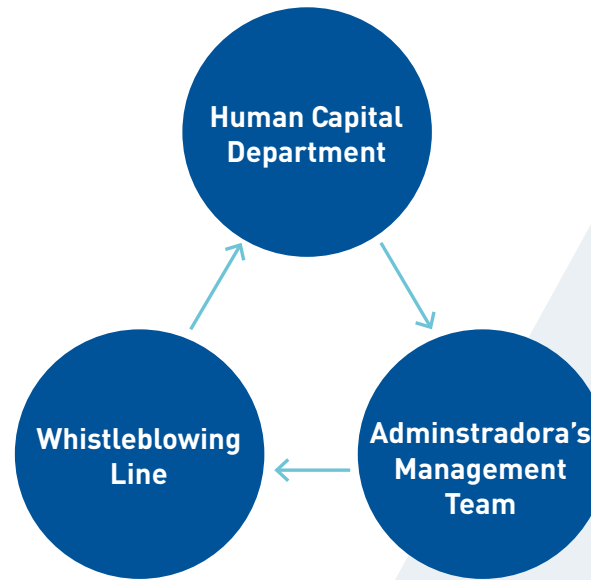 Human Capital
Department
Whistleblowing
Line
Adminstradora's
Management
Team